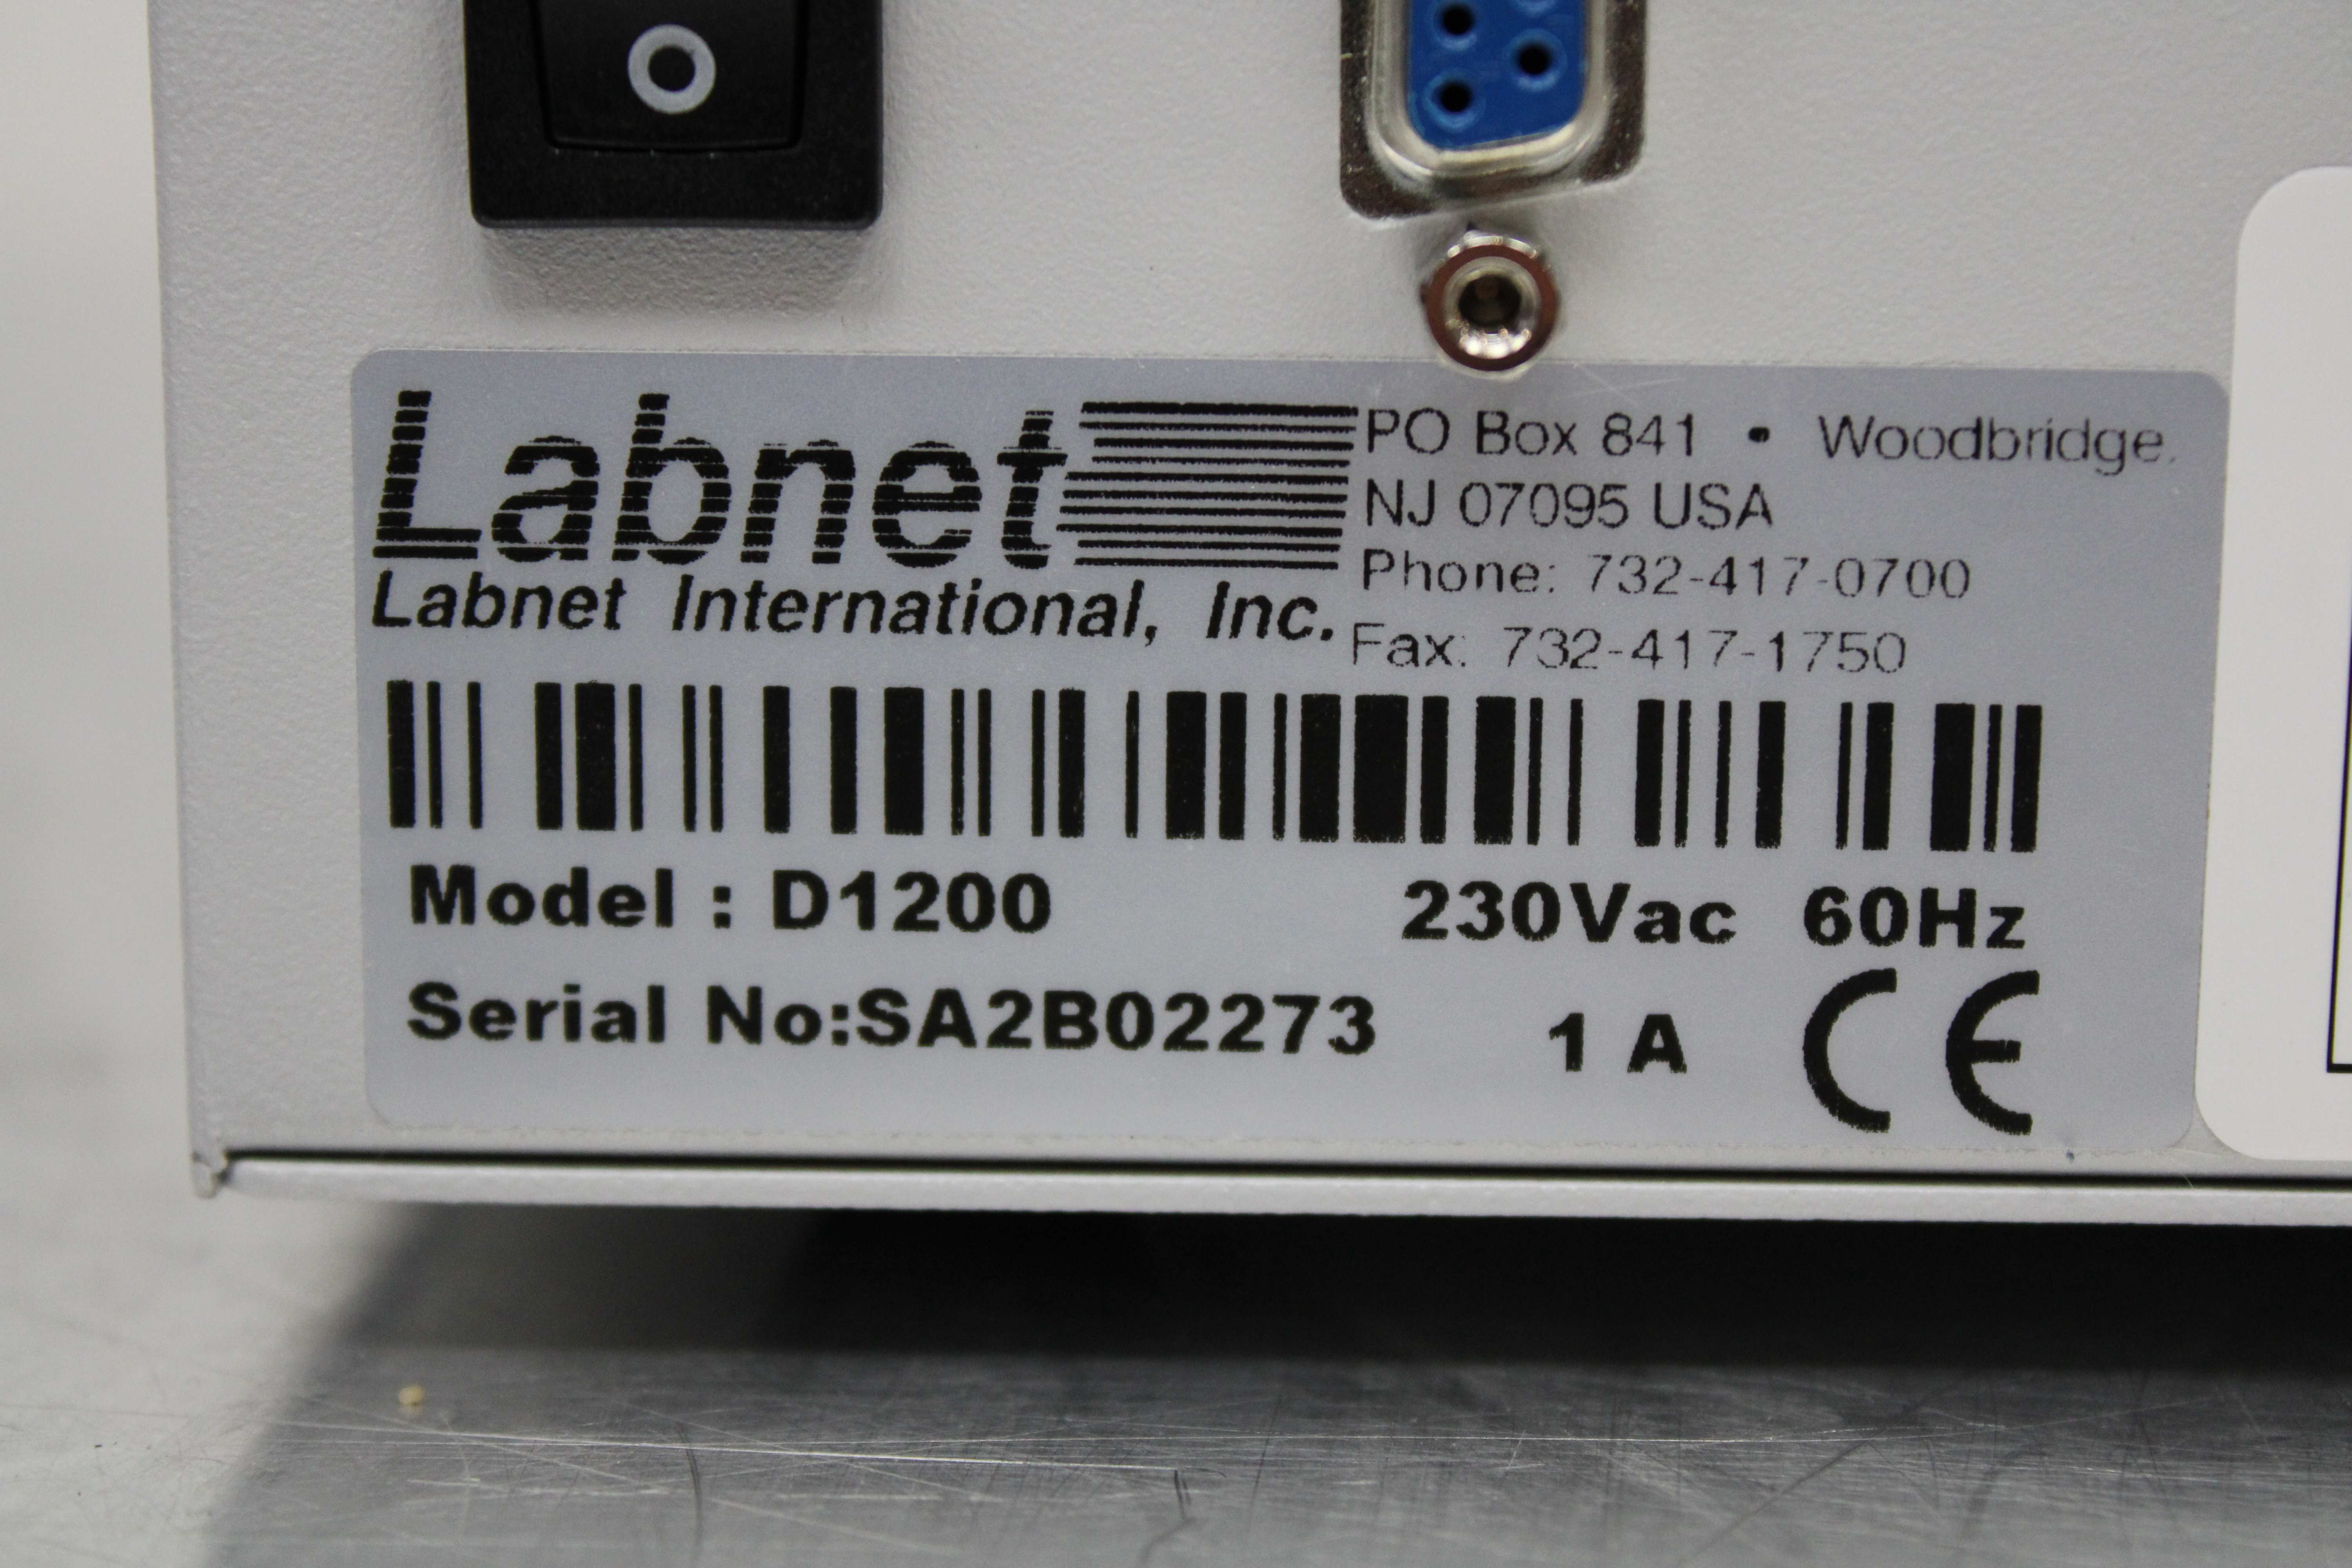 Labnet
Labnet International, Inc.
PO Box 841 • Woodbridge.
NJ 07095 USA
Phone: 732-417-0700
Fax: 732-417-1750
Model : D1200
230Vac 60Hz
Serial No:SA2B02273
1 A CE